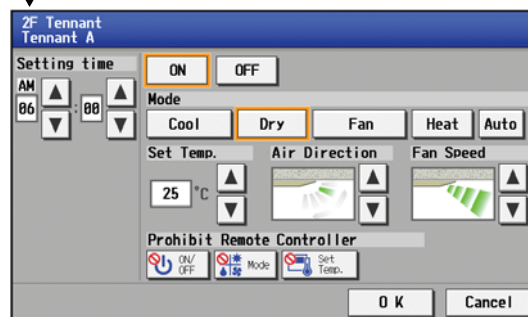 2F Tennant
Tennant A
Setting time
ON OFF
AM
06 : 00
Mode
Cool Dry Fan Heat Auto
Set Temp. Air Direction Fan Speed
25 °C
Prohibit Remote Controller
ON/
OFF
Mode
Set
Temp.
O K Cancel